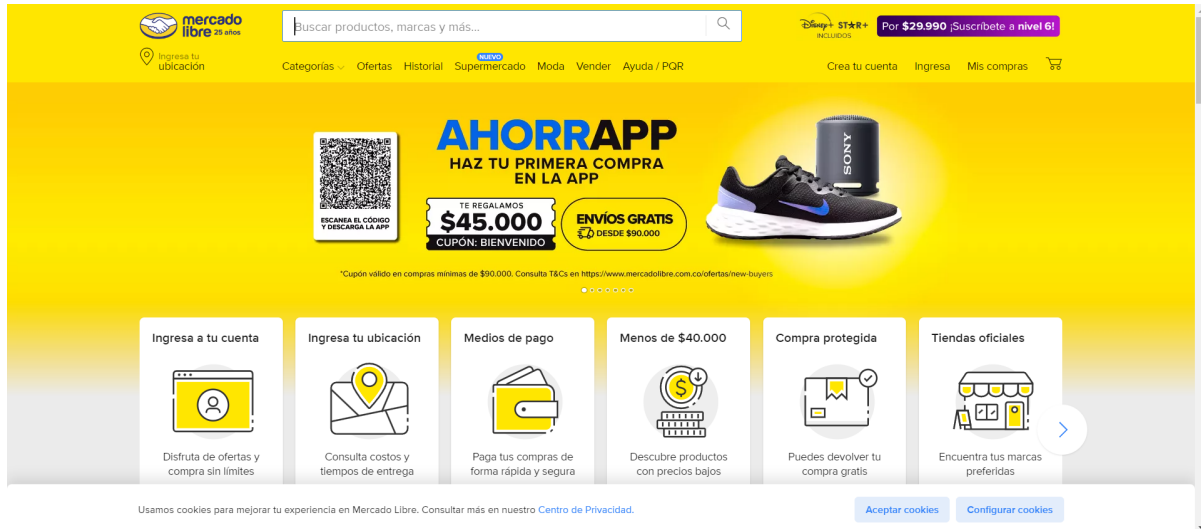 mercado
libre 25 años
Buscar productos, marcas y más...
Disney+ STAR+
INCLUIDOS
Por $29.990 ¡Suscríbete a nivel 6!
Ingresa tu
ubicación
NUEVO
Categorías Ofertas Historial Supermercado Moda Vender Ayuda / PQR
Crea tu cuenta Ingresa Mis compras
AHORRAPP
HAZ TU PRIMERA COMPRA
EN LA APP
ESCANEA EL CÓDIGO
Y DESCARGA LA APP
TE REGALAMOS
$45.000
CUPÓN: BIENVENIDO
ENVÍOS GRATIS
DESDE $90.000
SONY
*Cupón válido en compras mínimas de $90.000. Consulta T&Cs en https://www.mercadolibre.com.co/ofertas/new-buyers
Ingresa a tu cuenta
Disfruta de ofertas y
compra sin límites
Ingresa tu ubicación
Consulta costos y
tiempos de entrega
Medios de pago
Paga tus compras de
forma rápida y segura
Menos de $40.000
Descubre productos
con precios bajos
Compra protegida
Puedes devolver tu
compra gratis
Tiendas oficiales
Encuentra tus marcas
preferidas
Usamos cookies para mejorar tu experiencia en Mercado Libre. Consultar más en nuestro Centro de Privacidad.
Aceptar cookies
Configurar cookies